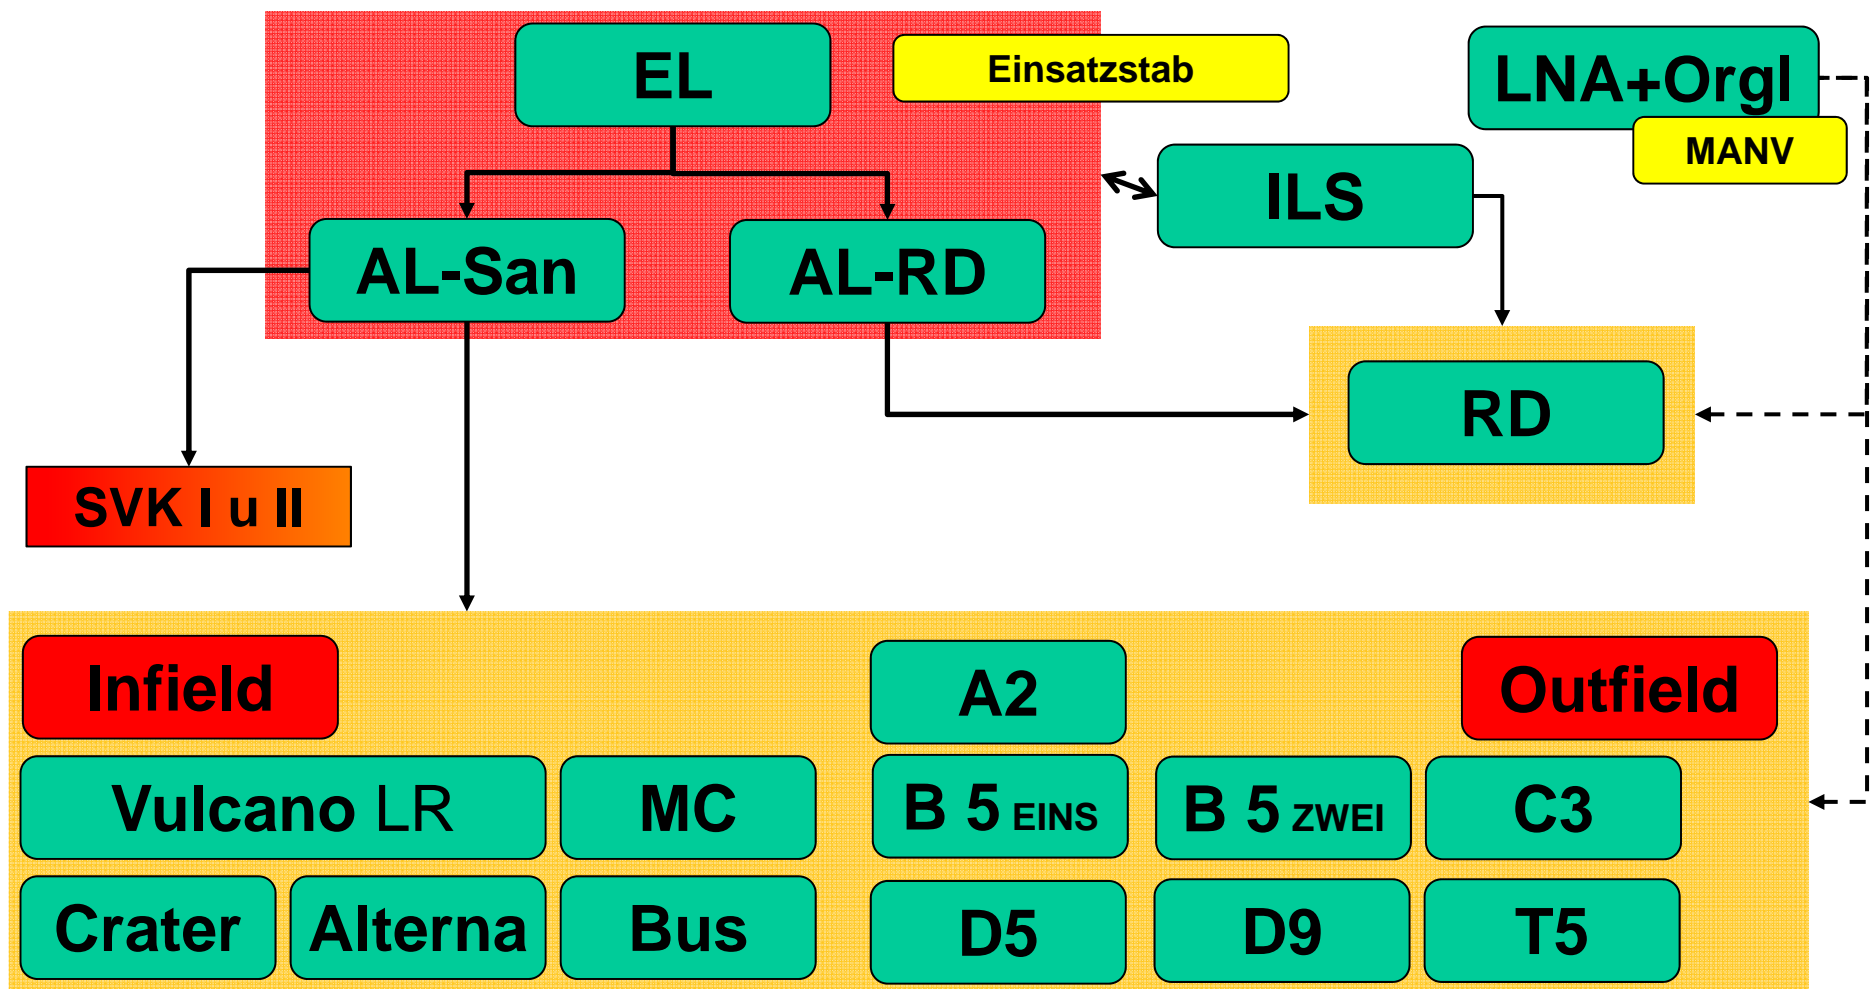 EL
Einsatzstab
LNA+Orgl
MANV
ILS
AL-San
AL-RD
RD
SVK I u II
Infield
A2
Outfield
Vulcano LR
MC
B 5 EINS
B 5 ZWEI
C3
Crater
Alterna
Bus
D5
D9
T5